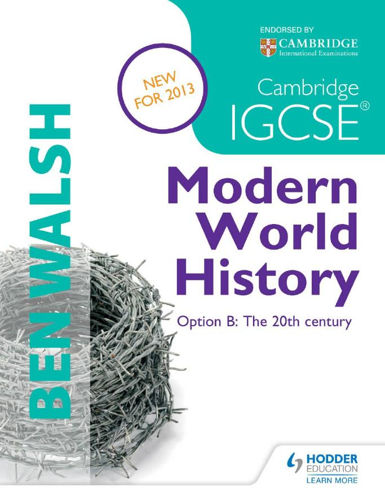 ENDORSED BY
CAMBRIDGE
International Examinations
NEW
FOR 2013
Cambridge
IGCSE®
BEN WALSH
Modern
World
History
Option B: The 20th century
HODDER
EDUCATION
LEARN MORE